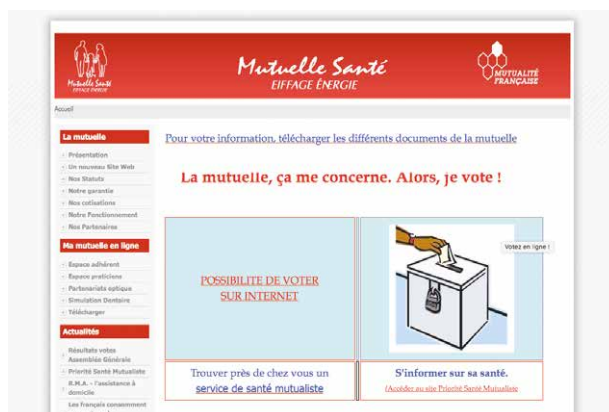 Mutuelle Santé
EIFFAGE ÉNERGIE
Mutuelle Santé
EIFFAGE ÉNERGIE
MUTUALITÉ
FRANÇAISE
Accueil
La mutuelle
Présentation
Un nouveau Site Web
Nos Statuts
Notre garantie
Nos cotisations
Notre Fonctionnement
Nos Partenaires
Ma mutuelle en ligne
Espace adhérent
Espace praticiens
Partenariats optique
Simulation Dentaire
Télécharger
Actualités
Résultats votes
Assemblée Générale
Priorité Santé Mutualiste
R.M.A. - l'assistance à
domicile
Les français consomment
Pour votre information, télécharger les différents documents de la mutuelle
La mutuelle, ça me concerne. Alors, je vote !
POSSIBILITE DE VOTER
SUR INTERNET
Votez en ligne !
Trouver près de chez vous un
service de santé mutualiste
S'informer sur sa santé.
(Accéder au site Priorité Santé Mutualiste